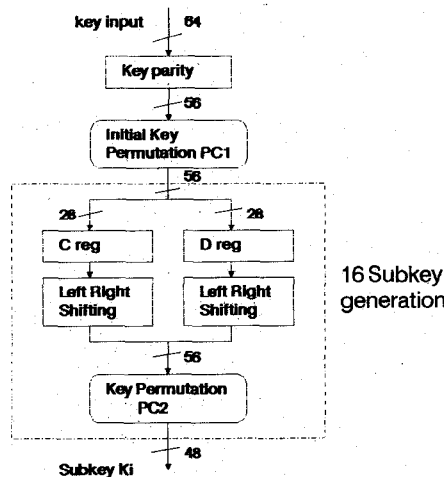 key input 64
Key parity
56
Initial Key
Permutation PC1
56
28 28
C reg D reg
Left Right Left Right
Shifting Shifting
16 Subkey
generation
56
Key Permutation
PC2
48
Subkey Ki